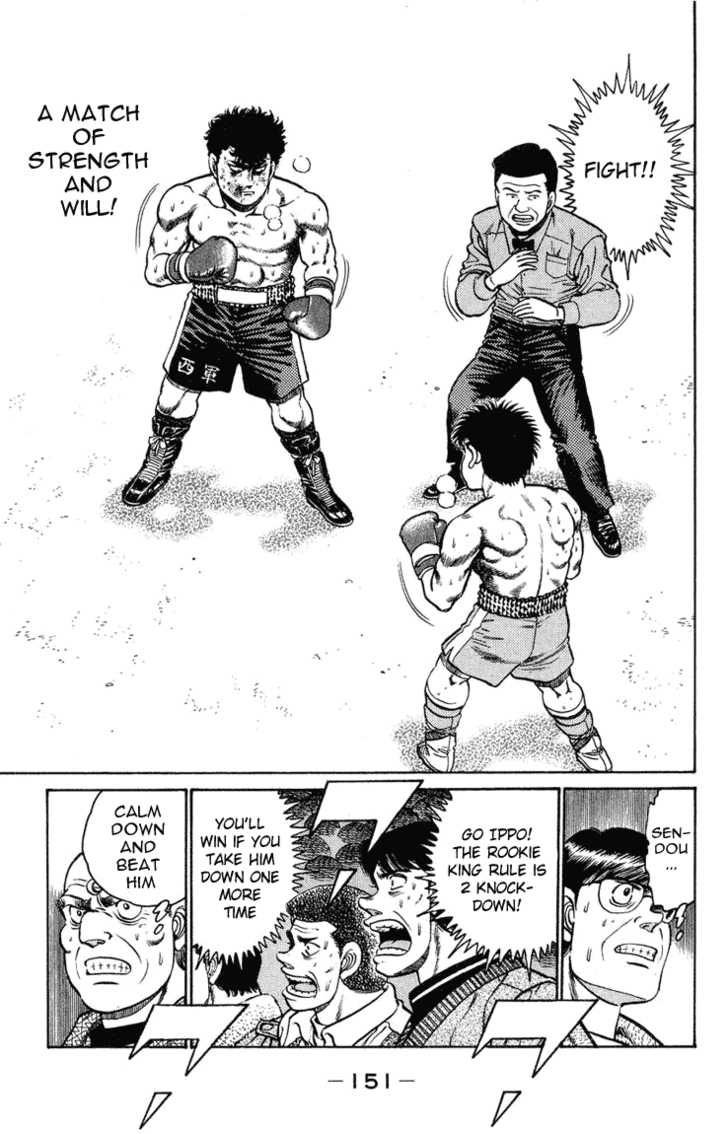 FIGHT!!
A MATCH
OF
STRENGTH
AND
WILL!
西軍
SEN-
DOU
...
GO IPPO!
THE ROOKIE
KING RULE IS
2 KNOCK-
DOWN!
YOU'LL
WIN IF YOU
TAKE HIM
DOWN ONE
MORE
TIME
CALM
DOWN
AND
BEAT
HIM
—151—